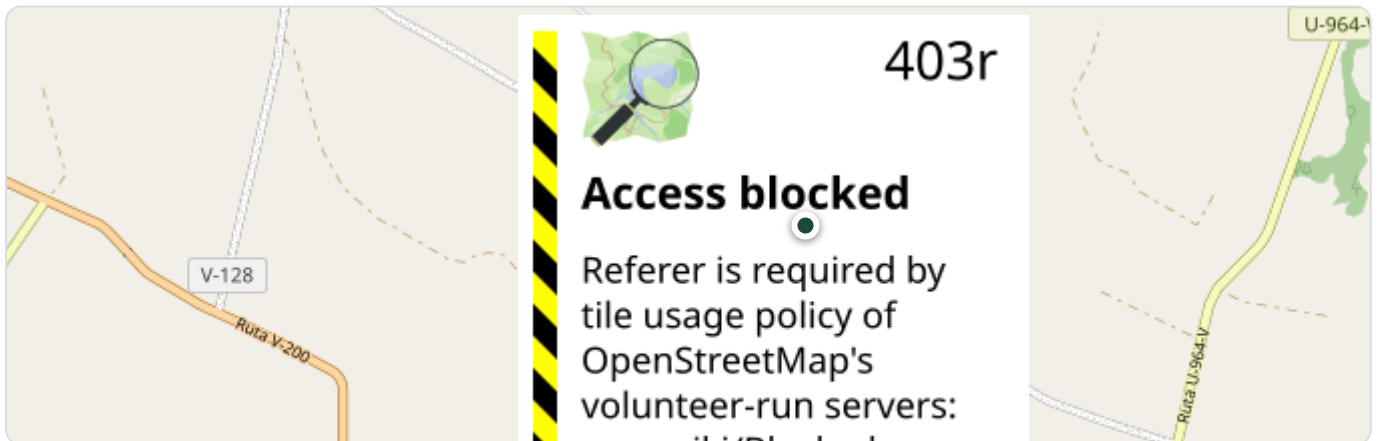 U-964-V
403r
Access blocked
Referer is required by
tile usage policy of
OpenStreetMap's
volunteer-run servers:
V-128
Ruta V-200
Ruta U-964-V